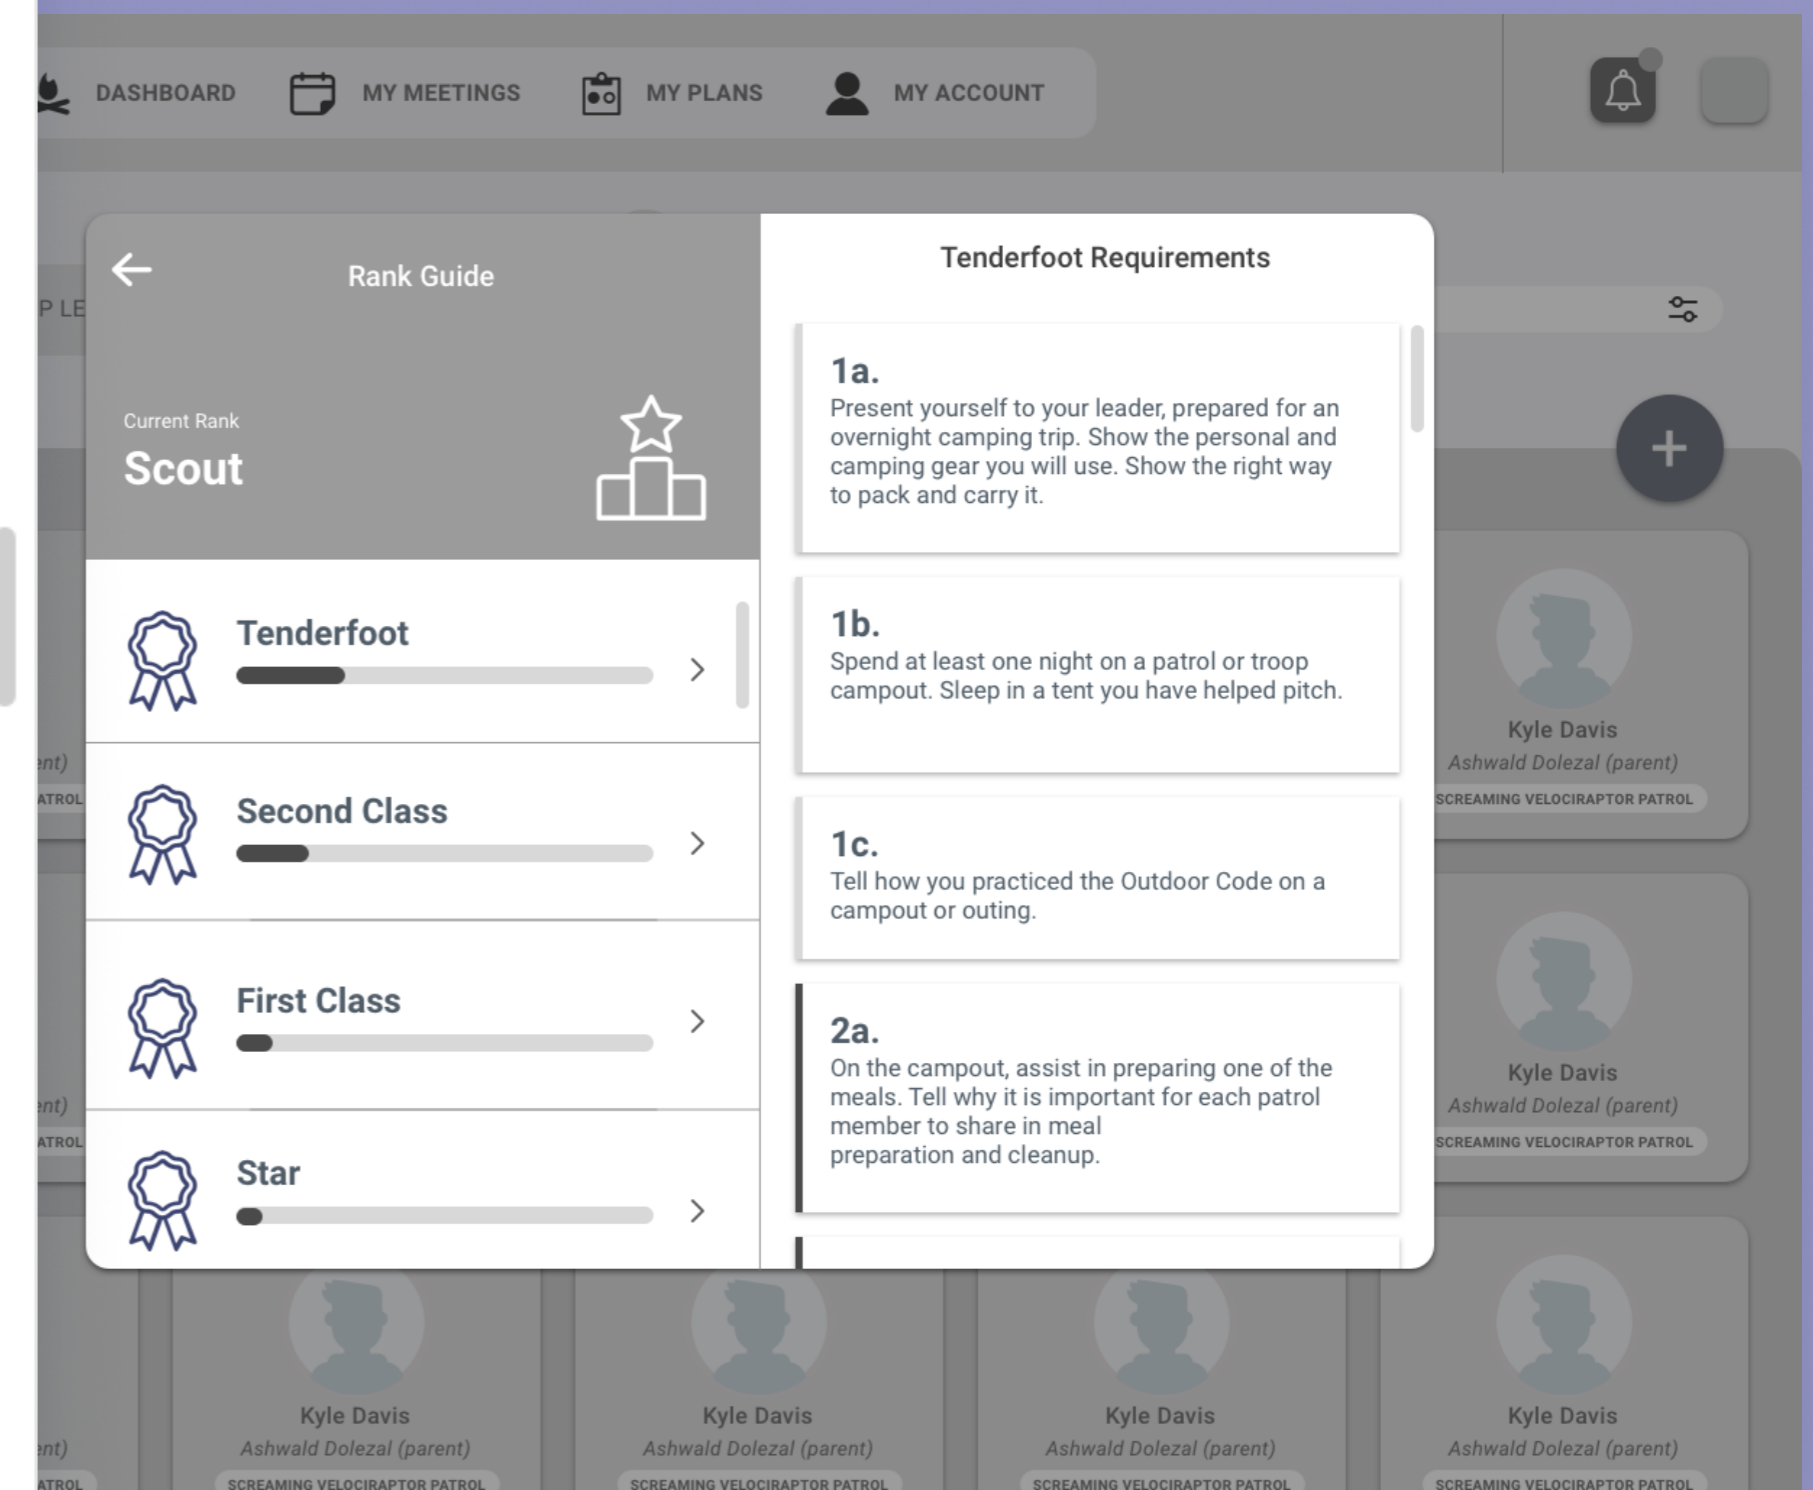 DASHBOARD
MY MEETINGS
MY PLANS
MY ACCOUNT
P LE
Rank Guide
Current Rank
Scout
Tenderfoot
Second Class
First Class
Star
Tenderfoot Requirements
1a.
Present yourself to your leader, prepared for an
overnight camping trip. Show the personal and
camping gear you will use. Show the right way
to pack and carry it.
1b.
Spend at least one night on a patrol or troop
campout. Sleep in a tent you have helped pitch.
1c.
Tell how you practiced the Outdoor Code on a
campout or outing.
2a.
On the campout, assist in preparing one of the
meals. Tell why it is important for each patrol
member to share in meal
preparation and cleanup.
ent)
ATROL
Kyle Davis
Ashwald Dolezal (parent)
SCREAMING VELOCIRAPTOR PATROL
ent)
ATROL
Kyle Davis
Ashwald Dolezal (parent)
SCREAMING VELOCIRAPTOR PATROL
ent)
ATROL
Kyle Davis
Ashwald Dolezal (parent)
SCREAMING VELOCIRAPTOR PATROL
Kyle Davis
Ashwald Dolezal (parent)
SCREAMING VELOCIRAPTOR PATROL
Kyle Davis
Ashwald Dolezal (parent)
SCREAMING VELOCIRAPTOR PATROL
Kyle Davis
Ashwald Dolezal (parent)
SCREAMING VELOCIRAPTOR PATROL